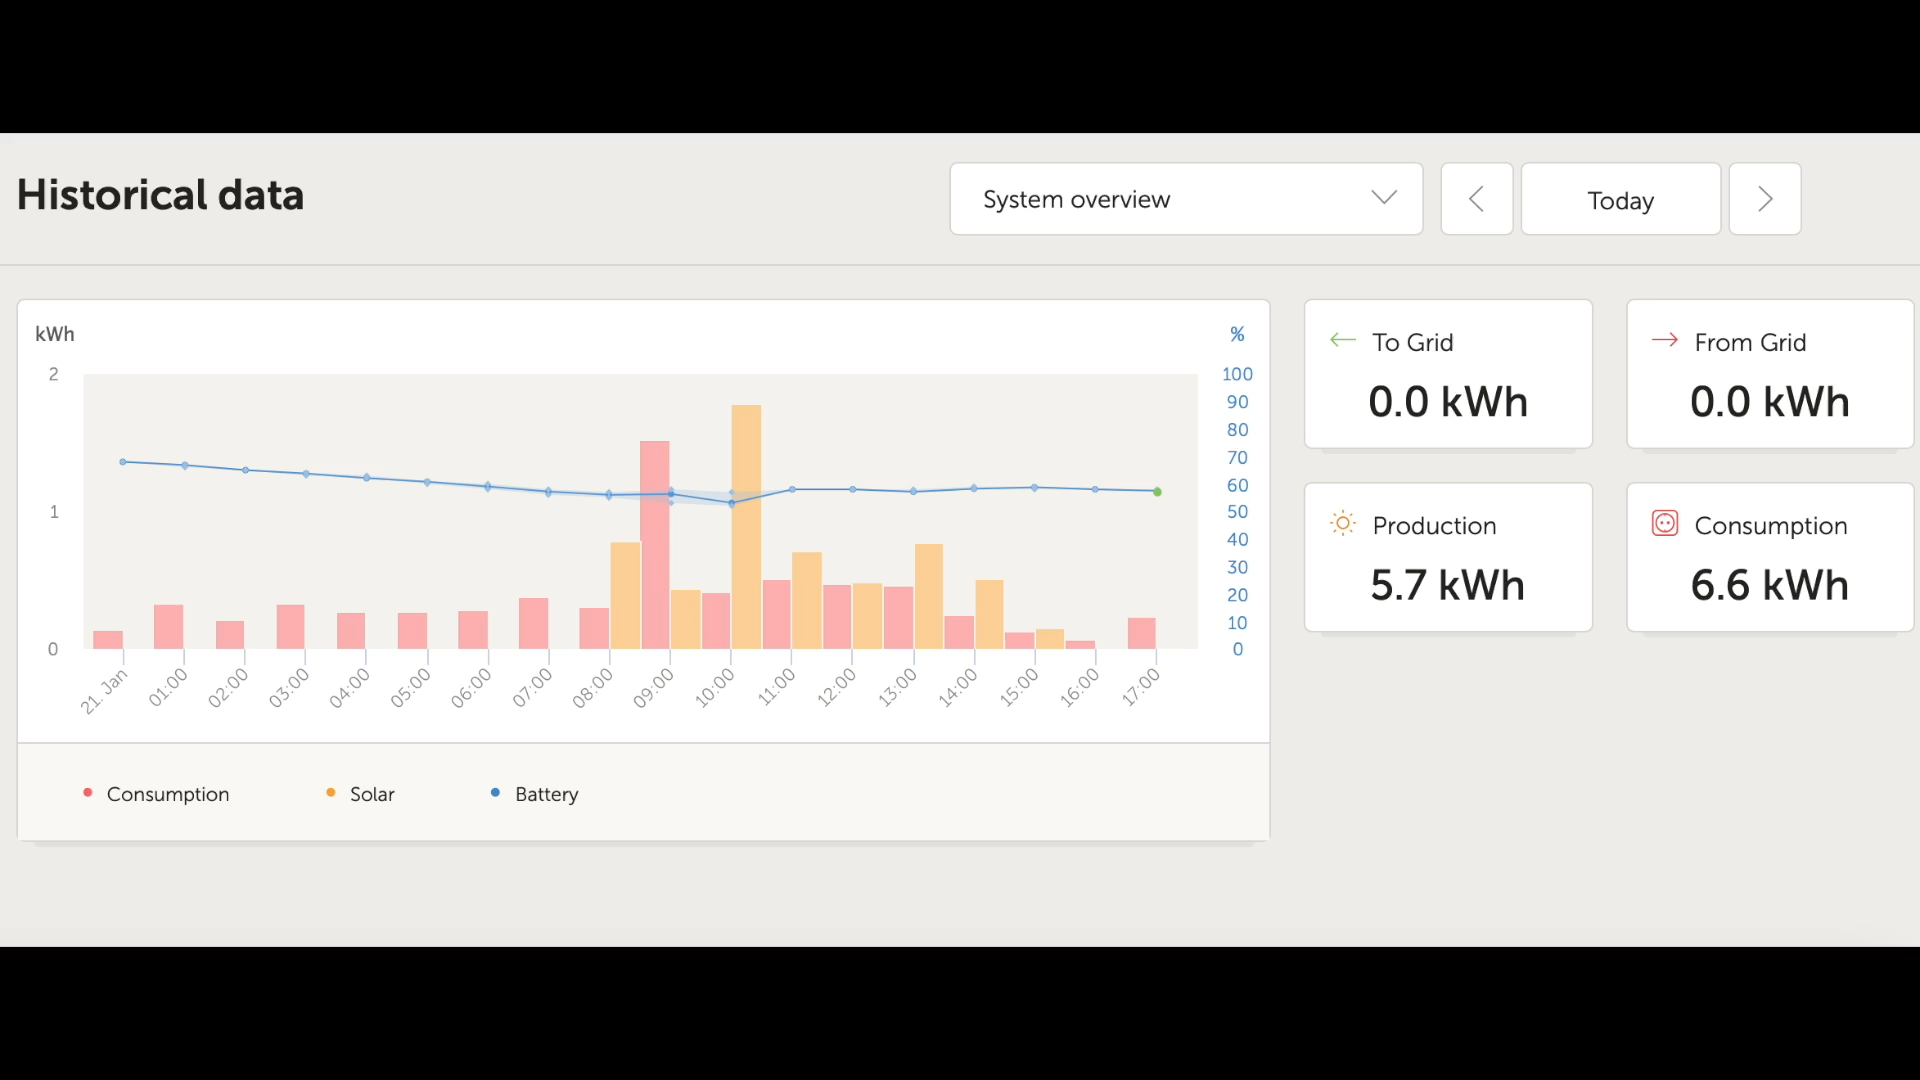 Historical data
System overview
Today
kWh
%
2
1
0
100
90
80
70
60
50
40
30
20
10
0
21. Jan
01:00
02:00
03:00
04:00
05:00
06:00
07:00
08:00
09:00
10:00
11:00
12:00
13:00
14:00
15:00
16:00
17:00
Consumption
Solar
Battery
To Grid
0.0 kWh
From Grid
0.0 kWh
Production
5.7 kWh
Consumption
6.6 kWh